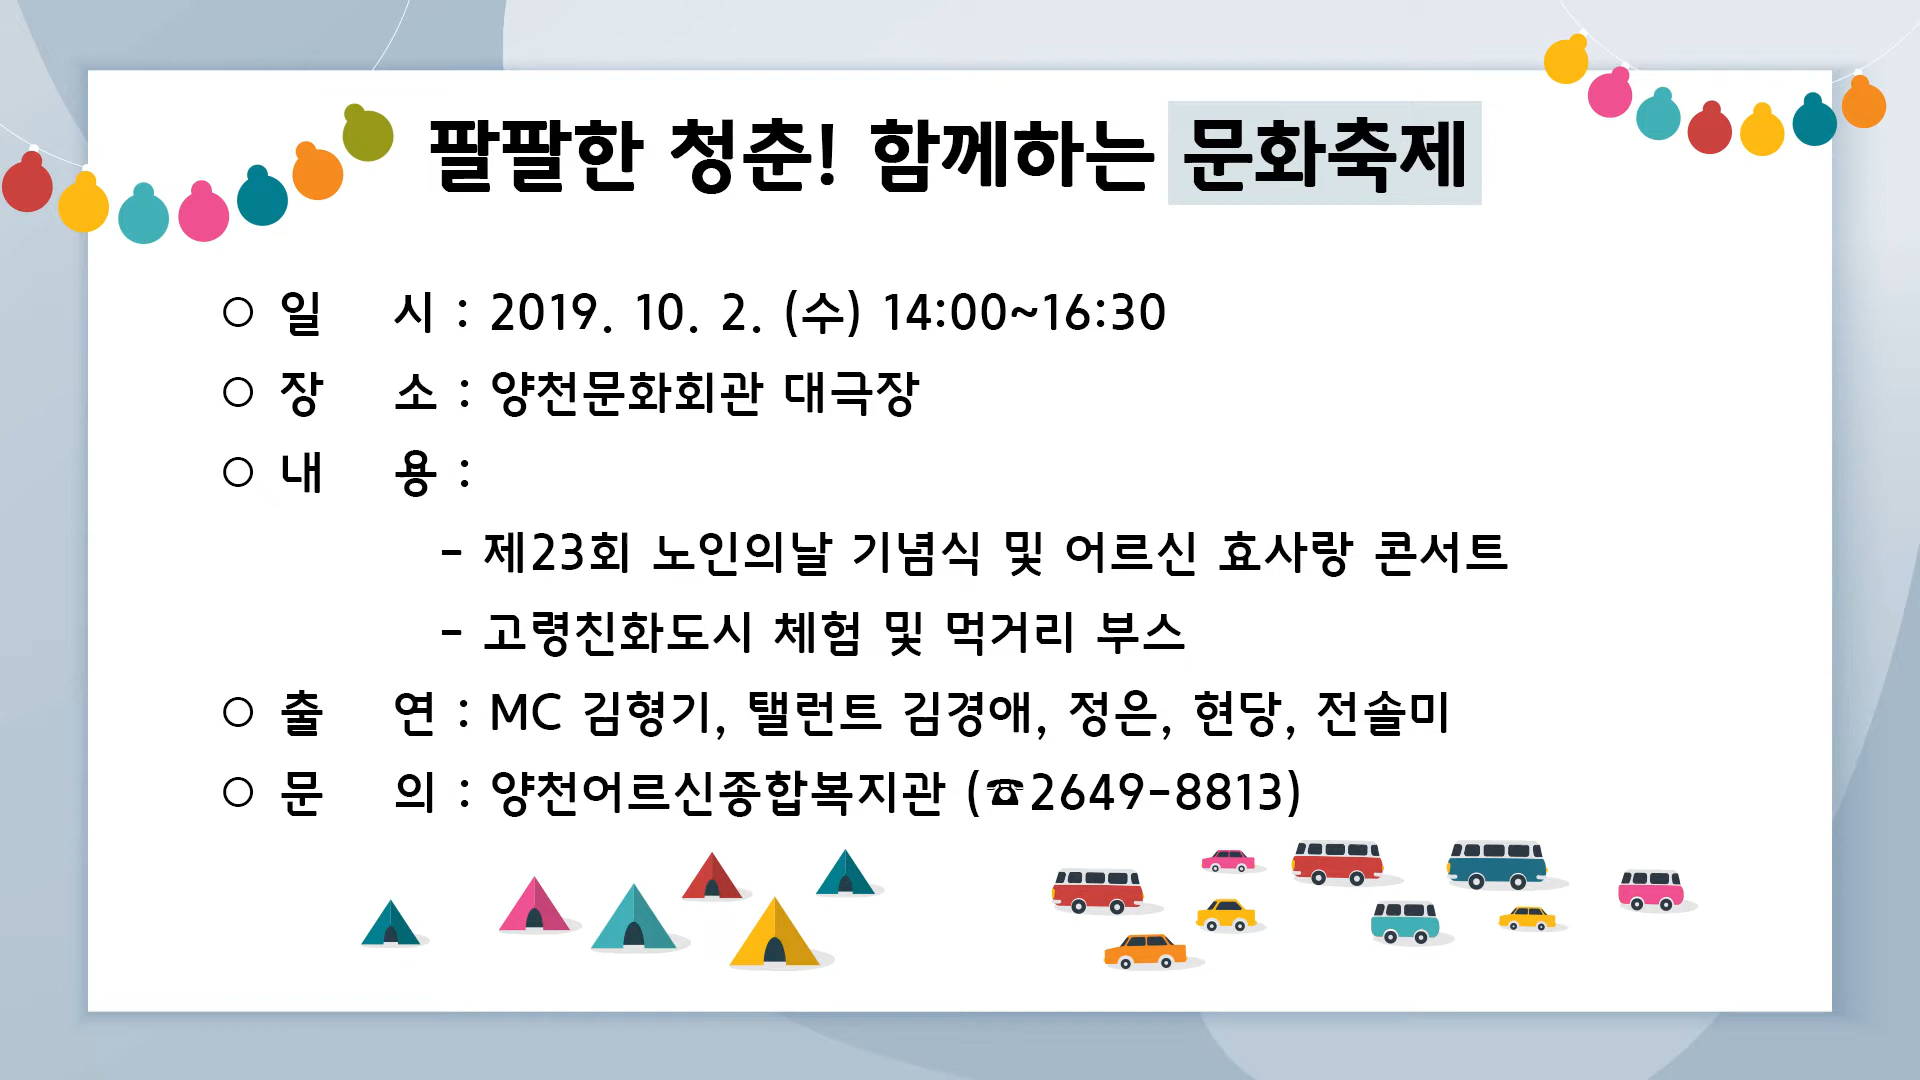 팔팔한 청춘! 함께하는 문화축제
○ 일 시 : 2019. 10. 2. (수) 14:00~16:30
○ 장 소 : 양천문화회관 대극장
○ 내 용 :
- 제23회 노인의날 기념식 및 어르신 효사랑 콘서트
- 고령친화도시 체험 및 먹거리 부스
○ 출 연 : MC 김형기, 탤런트 김경애, 정은, 현당, 전솔미
○ 문 의 : 양천어르신종합복지관 (☎2649-8813)